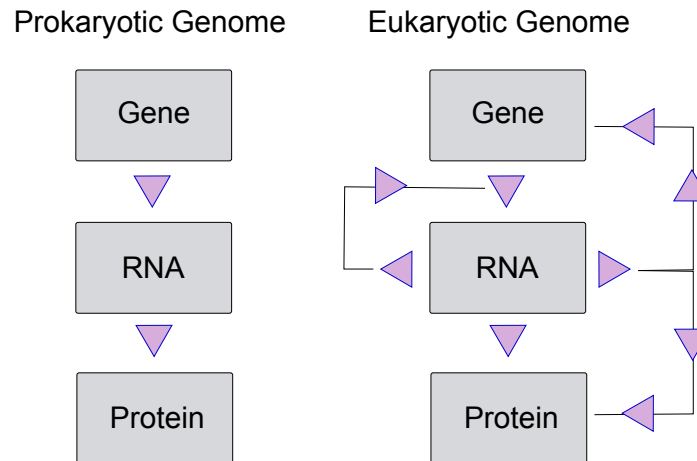 Prokaryotic Genome
Gene
RNA
Protein
Eukaryotic Genome
Gene
RNA
Protein